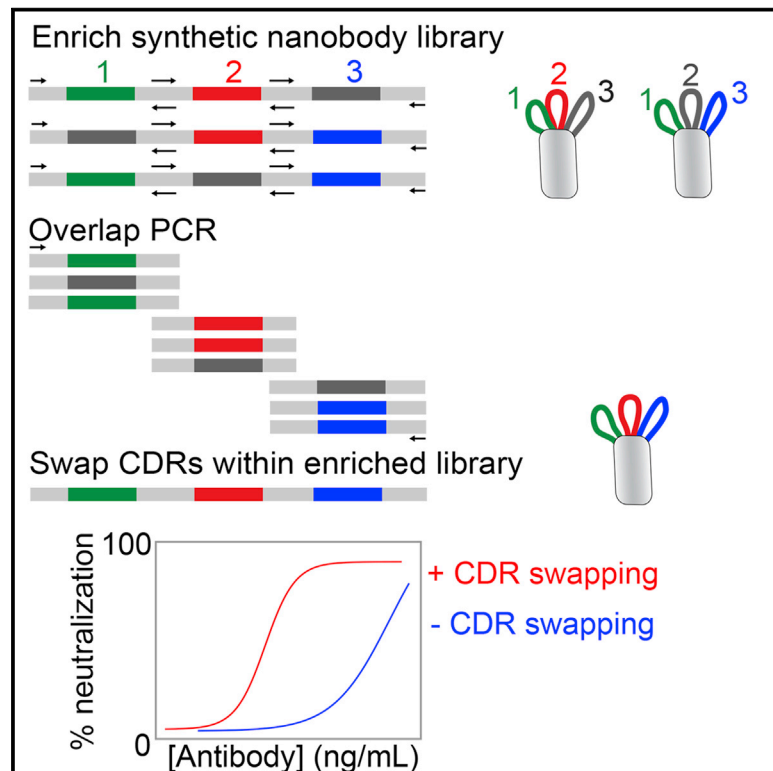 Enrich synthetic nanobody library
1 2 3
1 2 3
1 2 3
Overlap PCR
Swap CDRs within enriched library
100
% neutralization
0
[Antibody] (ng/mL)
+ CDR swapping
- CDR swapping